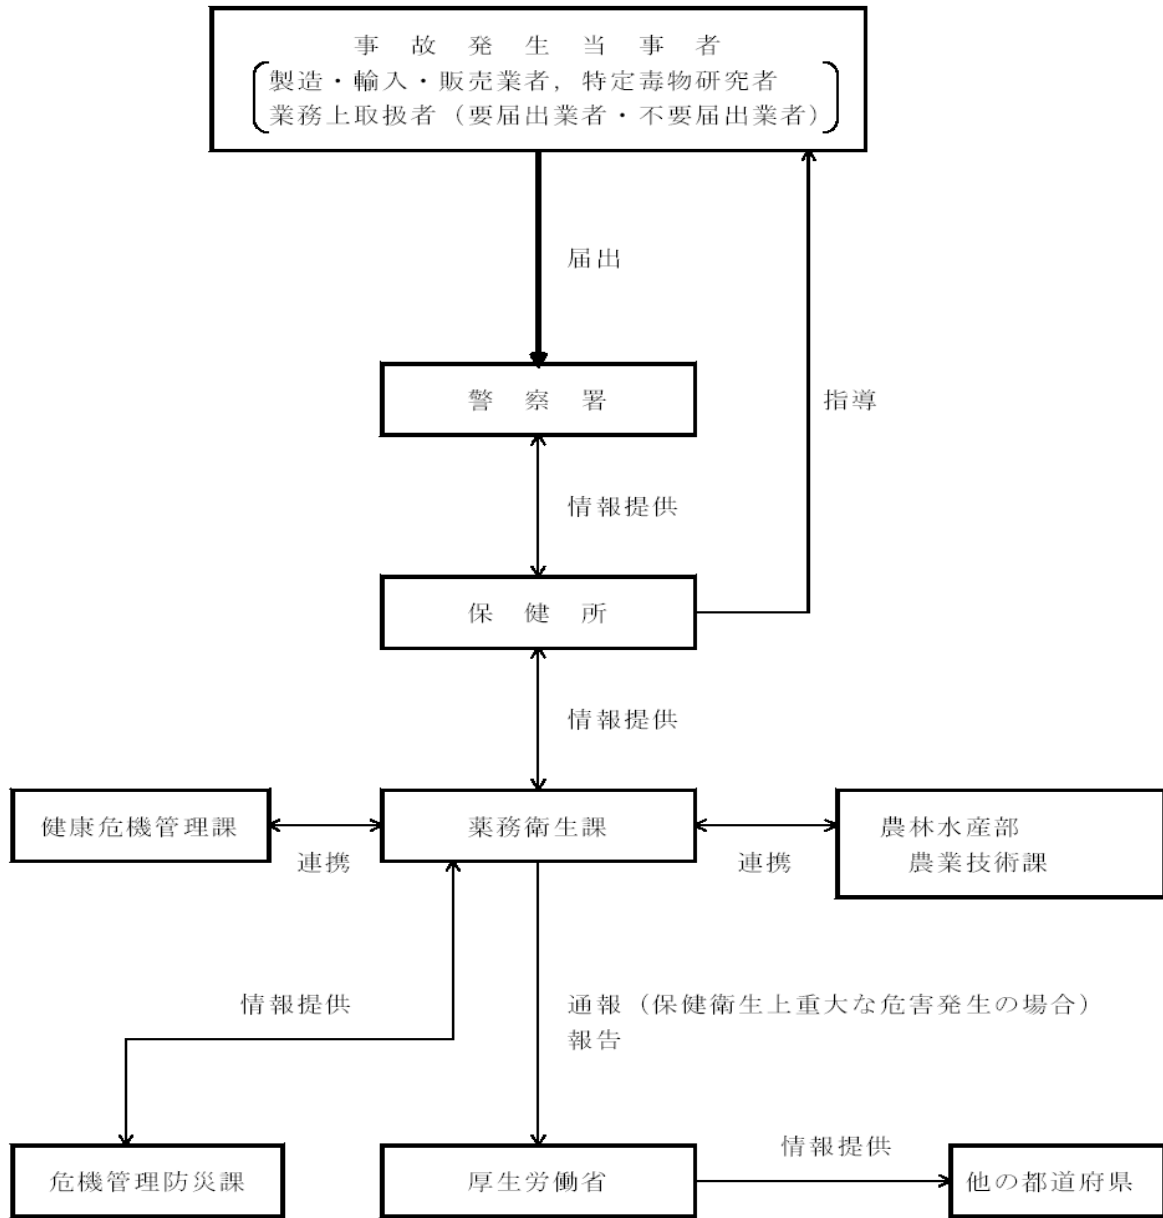 事故発生当事者
製造・輸入・販売業者，特定毒物研究者
業務上取扱者（要届出業者・不要届出業者）
届出
警察署
指導
情報提供
保健所
情報提供
健康危機管理課
薬務衛生課
農林水産部
農業技術課
連携
連携
情報提供
通報（保健衛生上重大な危害発生の場合）
報告
情報提供
危機管理防災課
厚生労働省
他の都道府県